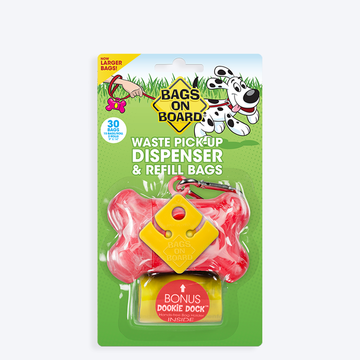 NOW
LARGER
BAGS!
BAGS
ON
BOARD
30
BAGS
WASTE PICK-UP
DISPENSER
& REFILL BAGS
BAGS
ON
BOARD
BONUS
DOOKIE DOCK™
INSIDE